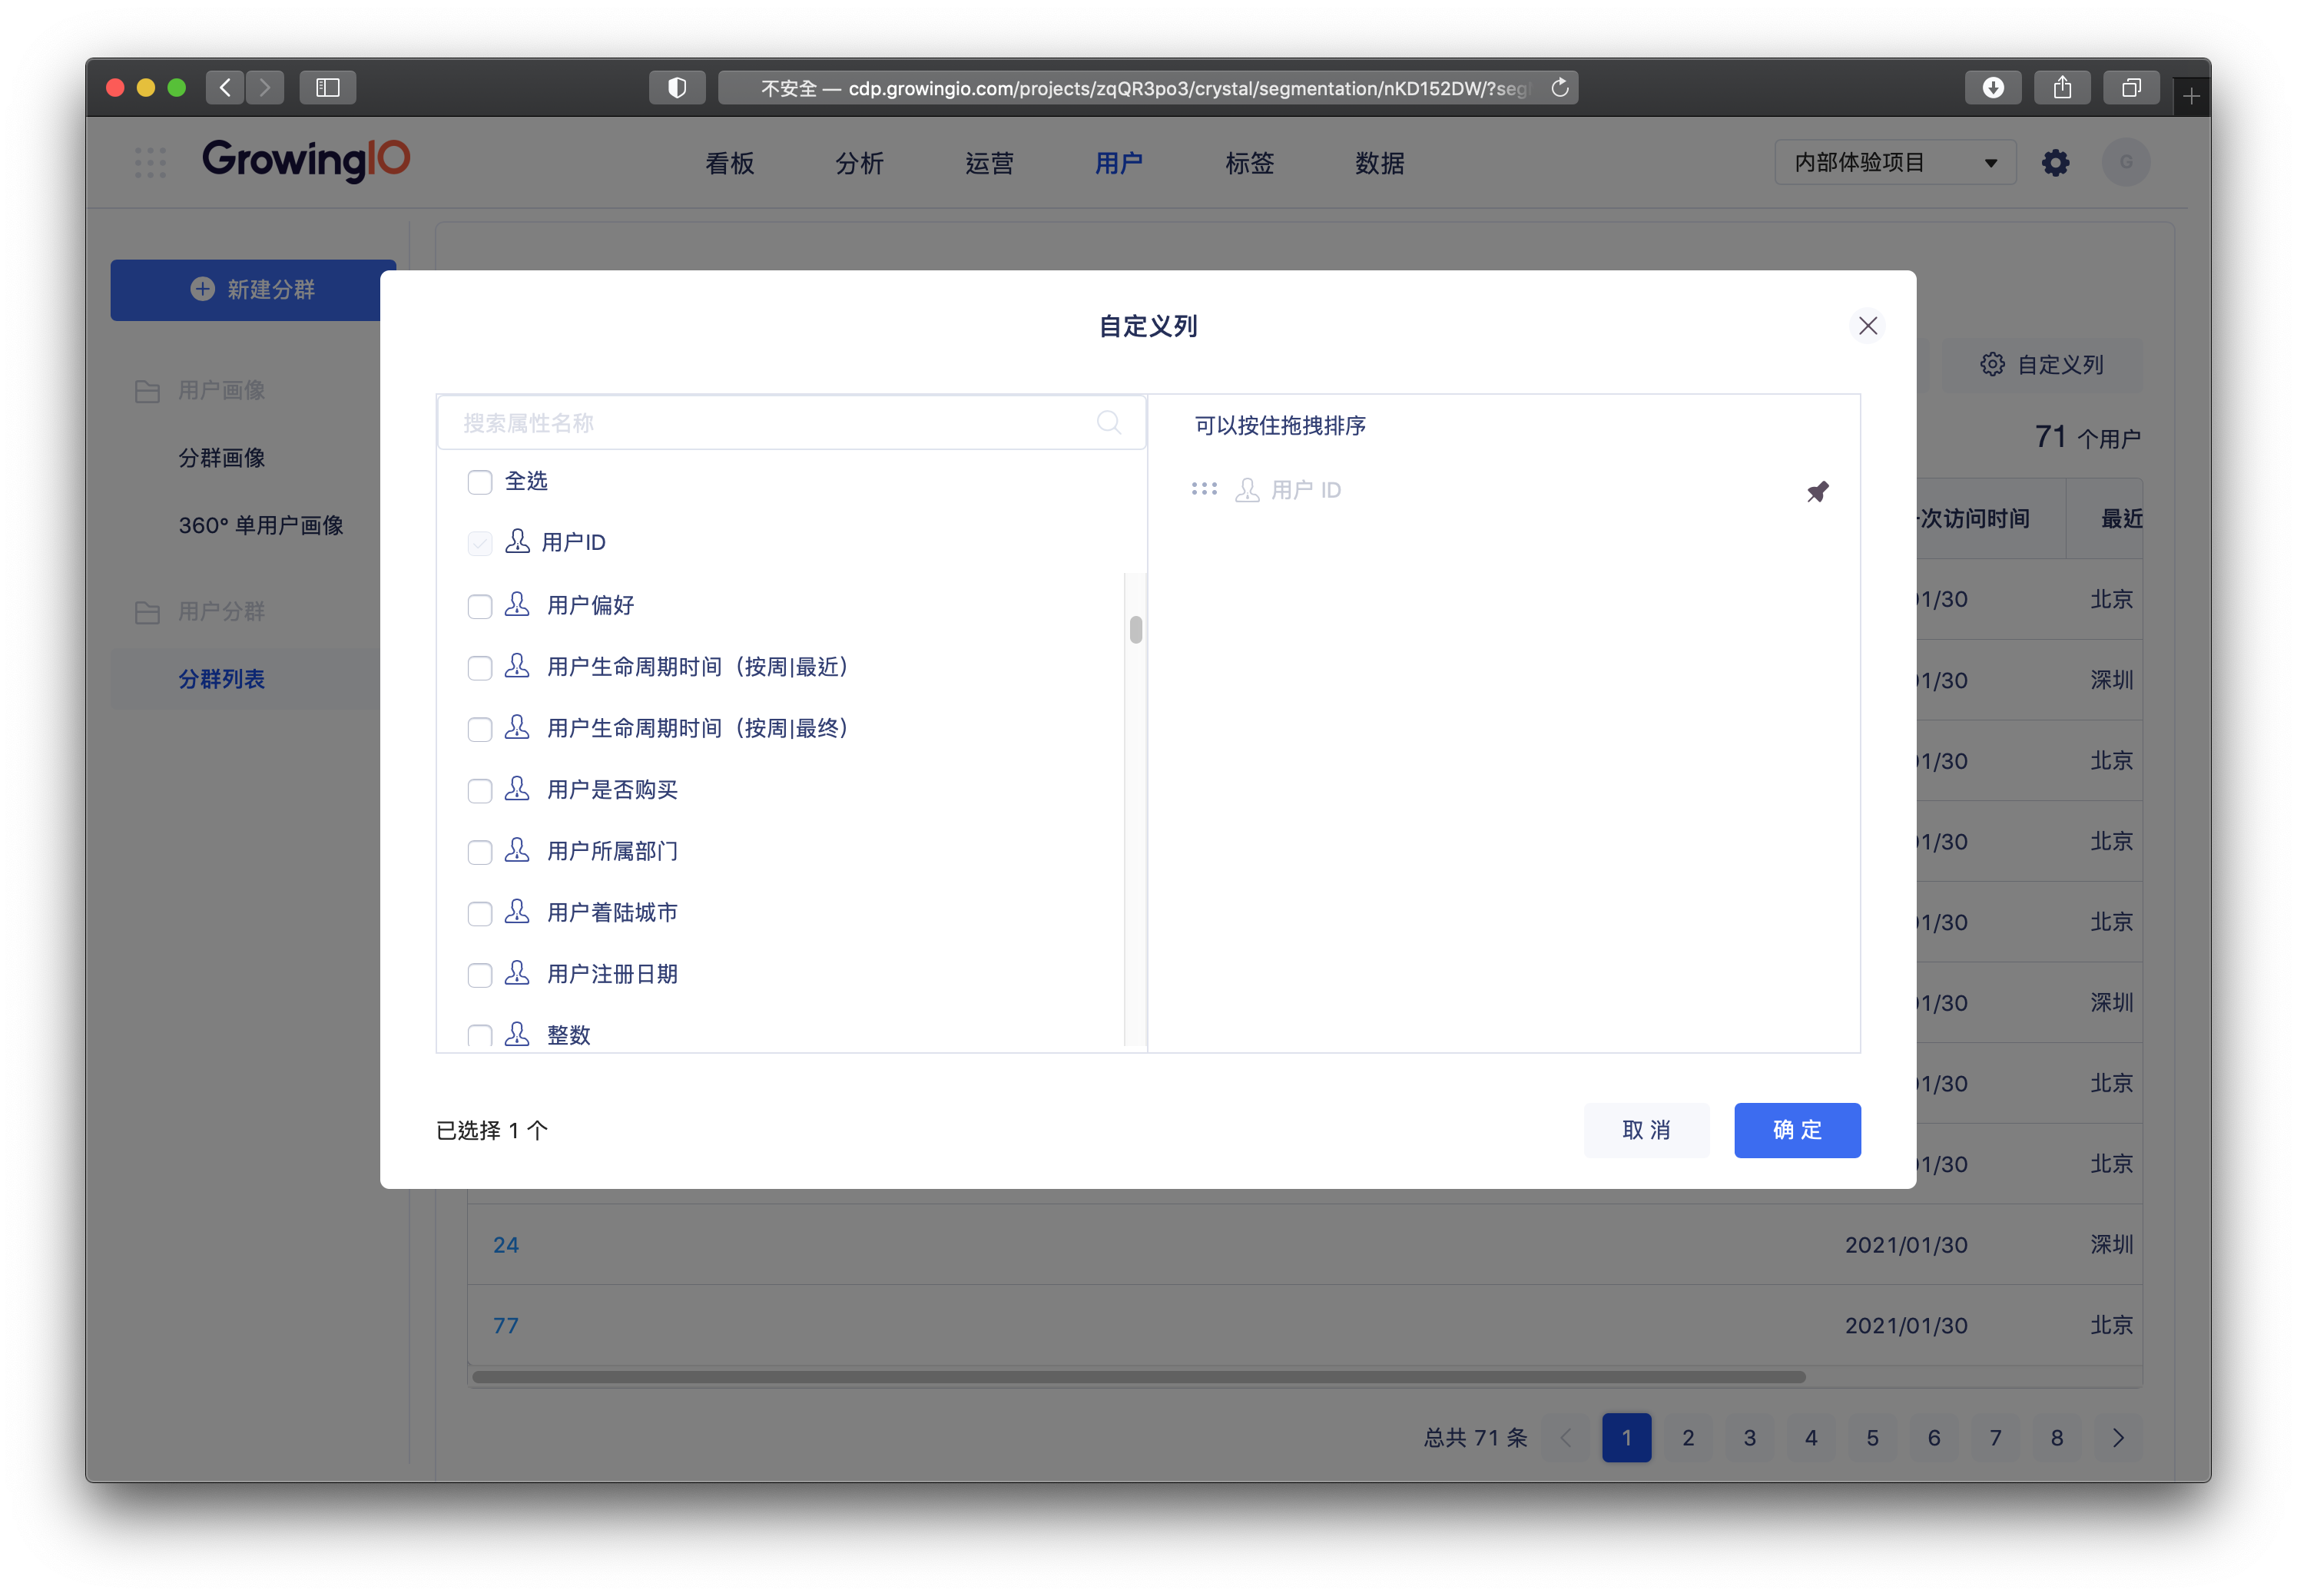 不安全 — cdp.growingio.com/projects/zqQR3po3/crystal/segmentation/nKD152DW/?seg
GrowingIO
看板 分析 运营 用户 标签 数据
内部体验项目
G
新建分群
用户画像
分群画像
360° 单用户画像
用户分群
分群列表
自定义列
自定义列
71 个用户
搜索属性名称
可以按住拖拽排序
全选
用户 ID
用户ID
用户偏好
用户生命周期时间（按周|最近）
用户生命周期时间（按周|最终）
用户是否购买
用户所属部门
用户着陆城市
用户注册日期
整数
已选择 1 个
取 消
确 定
次访问时间 最近
1/30 北京
1/30 深圳
1/30 北京
1/30 北京
1/30 北京
1/30 深圳
1/30 北京
1/30 北京
24 2021/01/30 深圳
77 2021/01/30 北京
总共 71 条 1 2 3 4 5 6 7 8